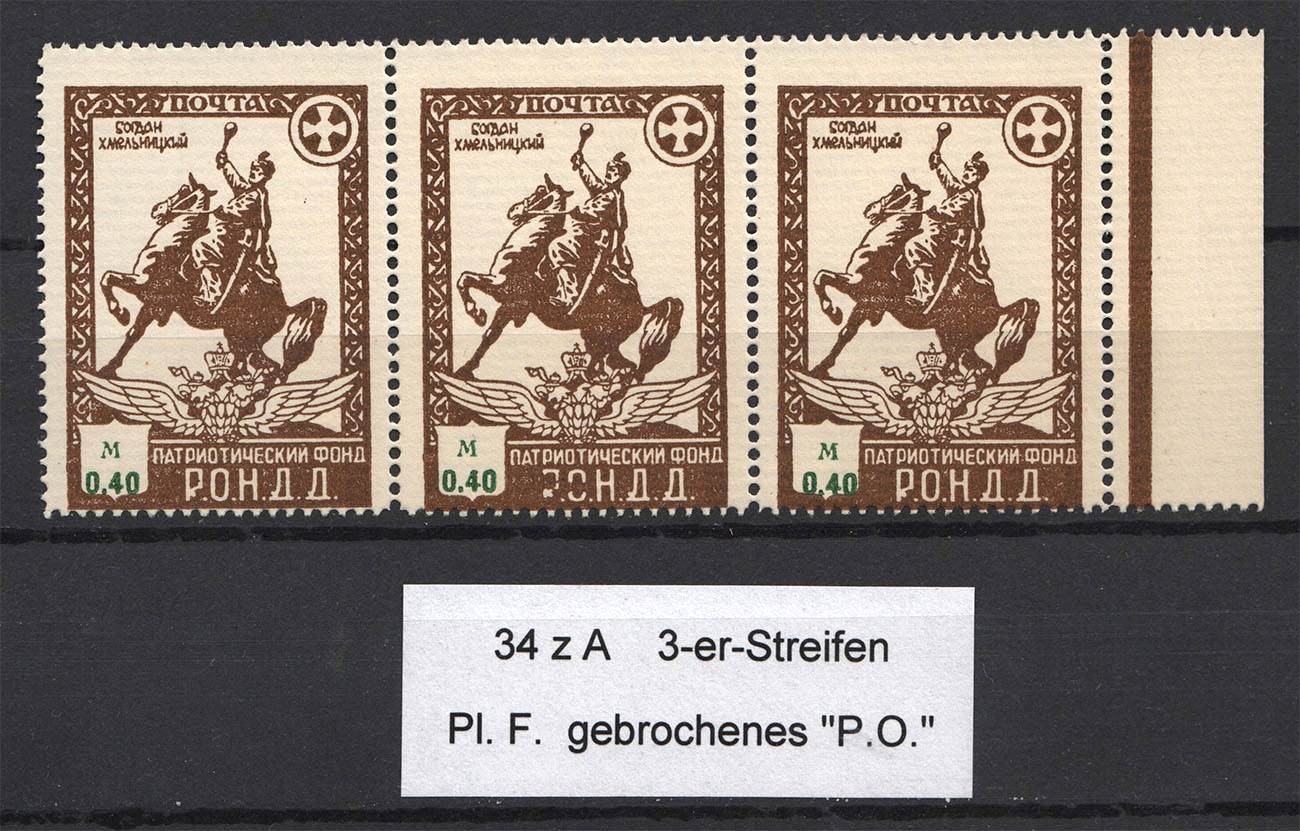 ПОЧТА
БОГДАН
ХМЕЛЬНИЦКИЙ
М
0.40
ПАТРИОТИЧЕСКИЙ ФОНД
Р.О.Н.Д.Д.
ПОЧТА
БОГДАН
ХМЕЛЬНИЦКИЙ
М
0.40
ПАТРИОТИЧЕСКИЙ ФОНД
Р.О.Н.Д.Д.
ПОЧТА
БОГДАН
ХМЕЛЬНИЦКИЙ
М
0.40
ПАТРИОТИЧЕСКИЙ ФОНД
Р.О.Н.Д.Д.
34 z A 3-er-Streifen
Pl. F. gebrochenes "P.O."